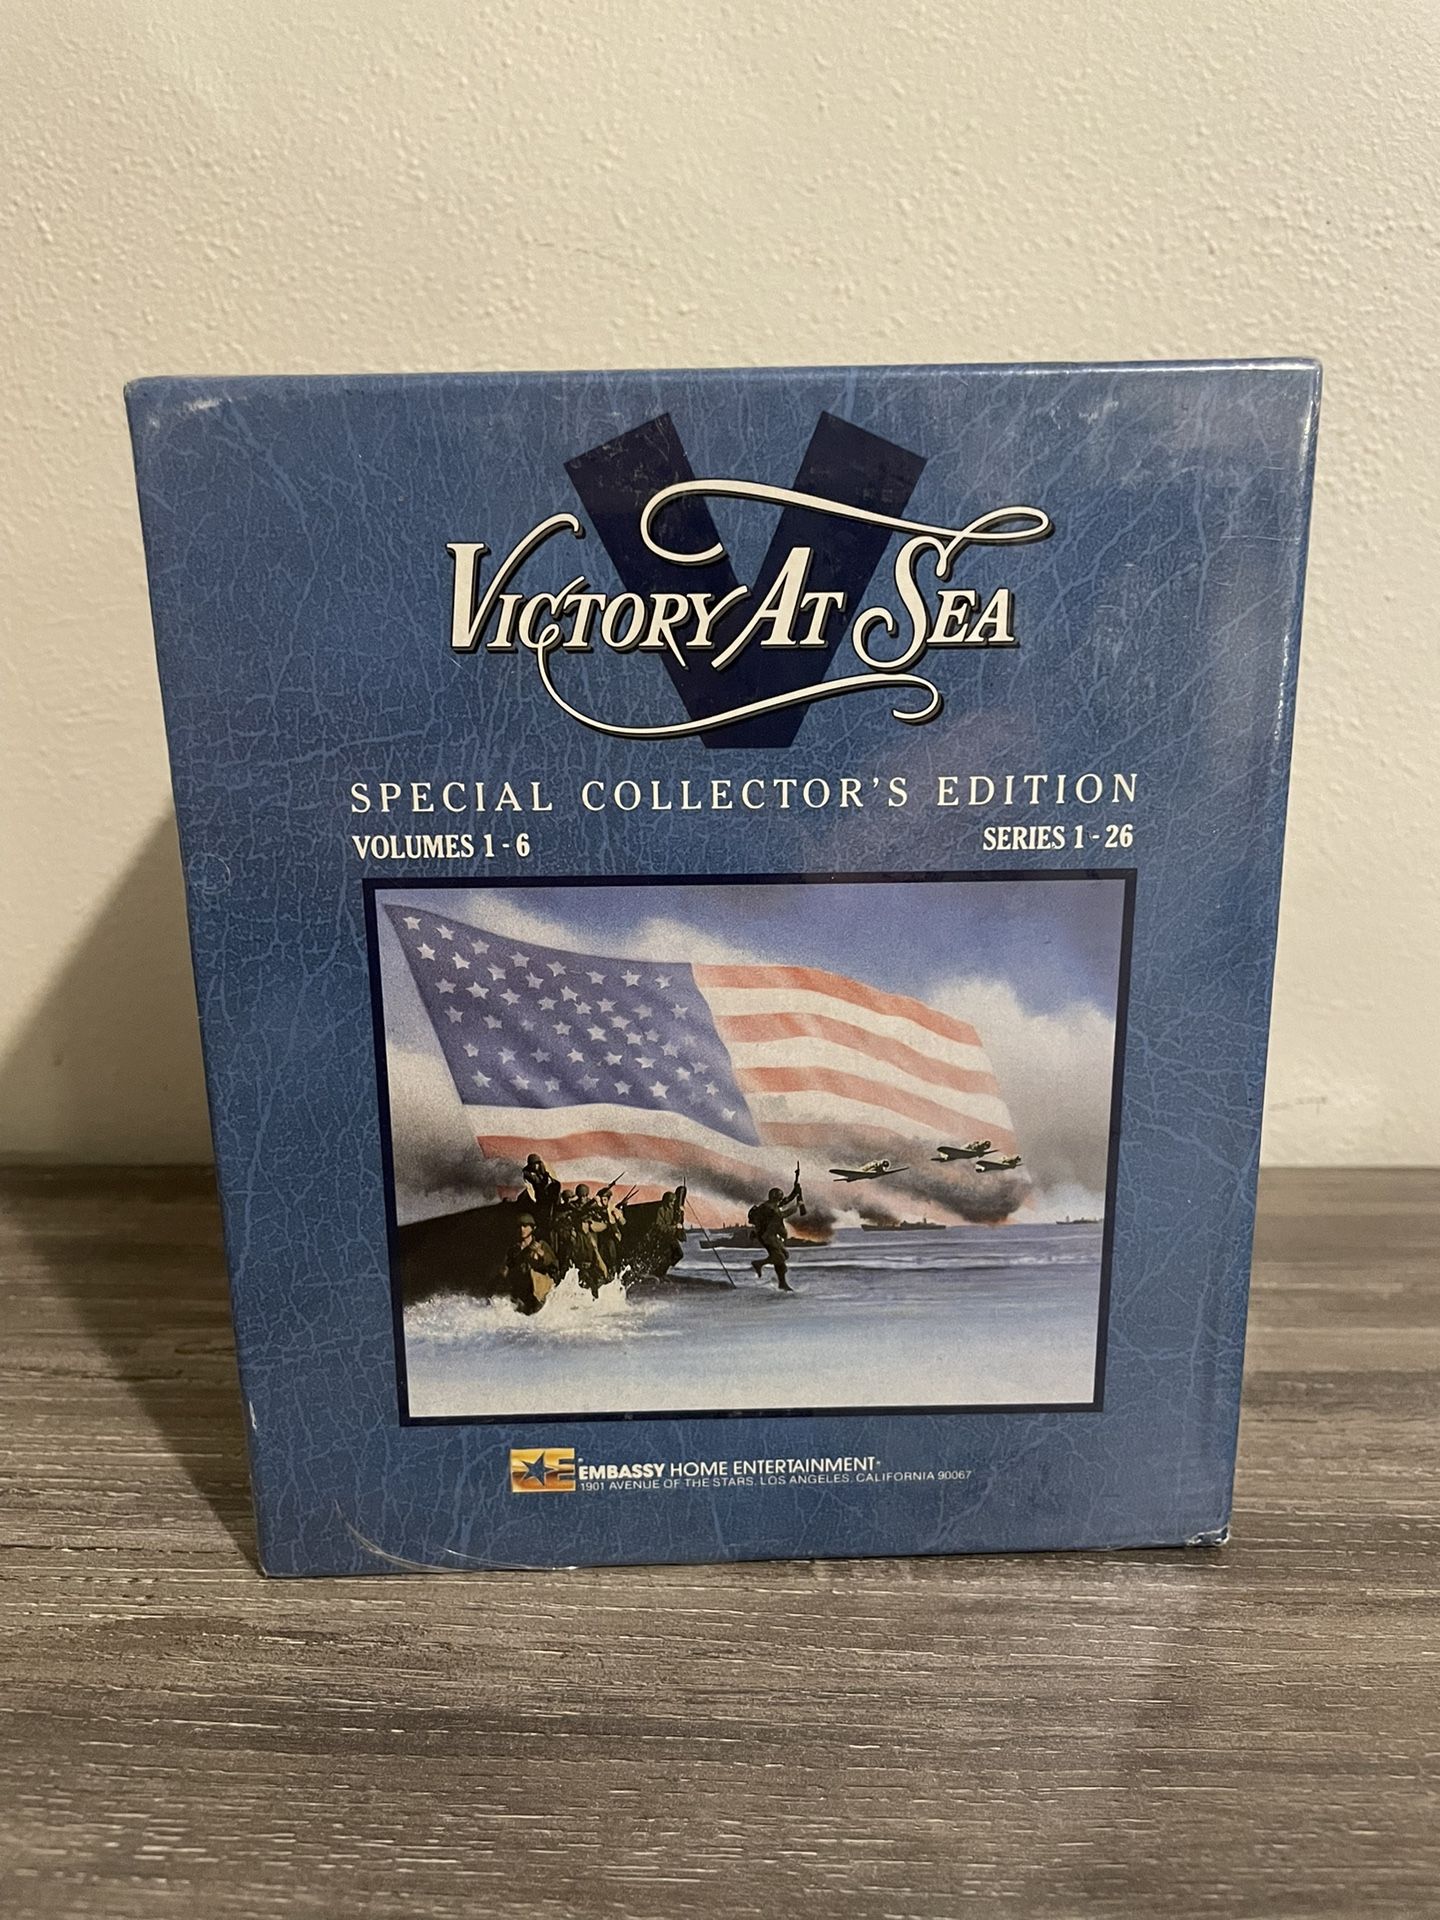 VICTORY AT SEA
SPECIAL COLLECTOR'S EDITION
VOLUMES 1 - 6 SERIES 1 - 26
EMBASSY HOME ENTERTAINMENT
1901 AVENUE OF THE STARS, LOS ANGELES, CALIFORNIA 90067